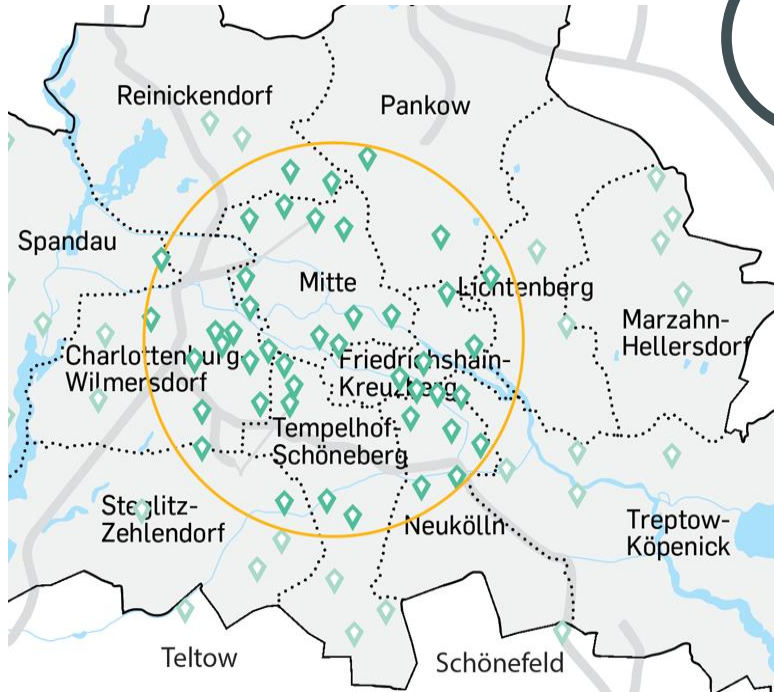 Reinickendorf
Pankow
Spandau
Mitte
Lichtenberg
Marzahn-
Hellersdorf
Charlottenburg-
Wilmersdorf
Friedrichshain-
Kreuzberg
Tempelhof-
Schöneberg
Steglitz-
Zehlendorf
Neukölln
Treptow-
Köpenick
Teltow
Schönefeld